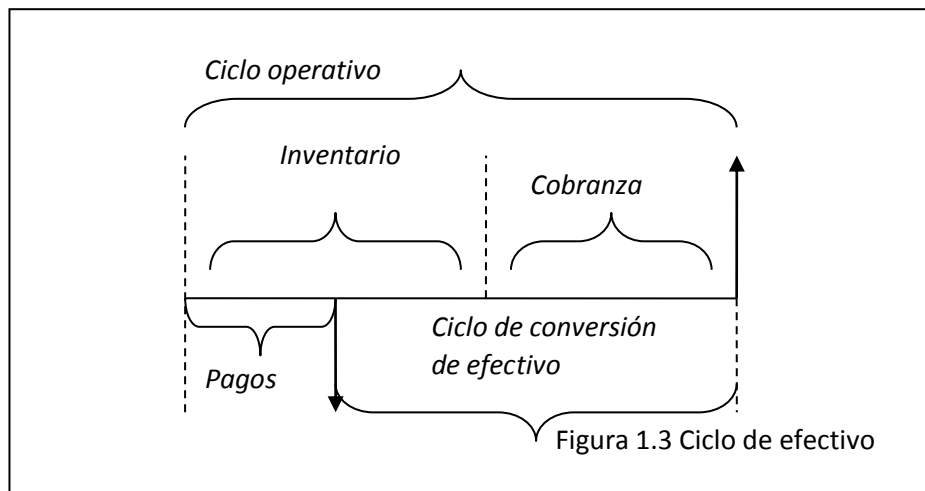 Ciclo operativo
Inventario
Cobranza
Ciclo de conversión
de efectivo
Pagos
Figura 1.3 Ciclo de efectivo